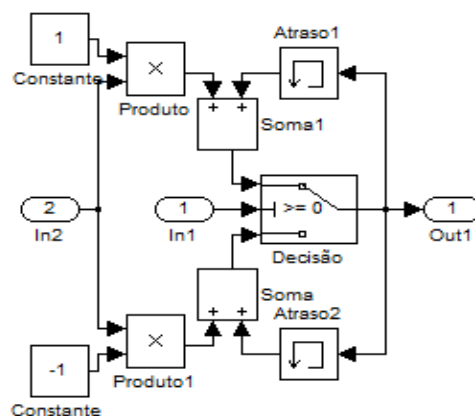 1
Constante
×
Produto
Atraso1
+ +
Soma1
2
In2
1
In1
>= 0
Decisão
1
Out1
+ +
Soma
Atraso2
-1
Constante
×
Produto1